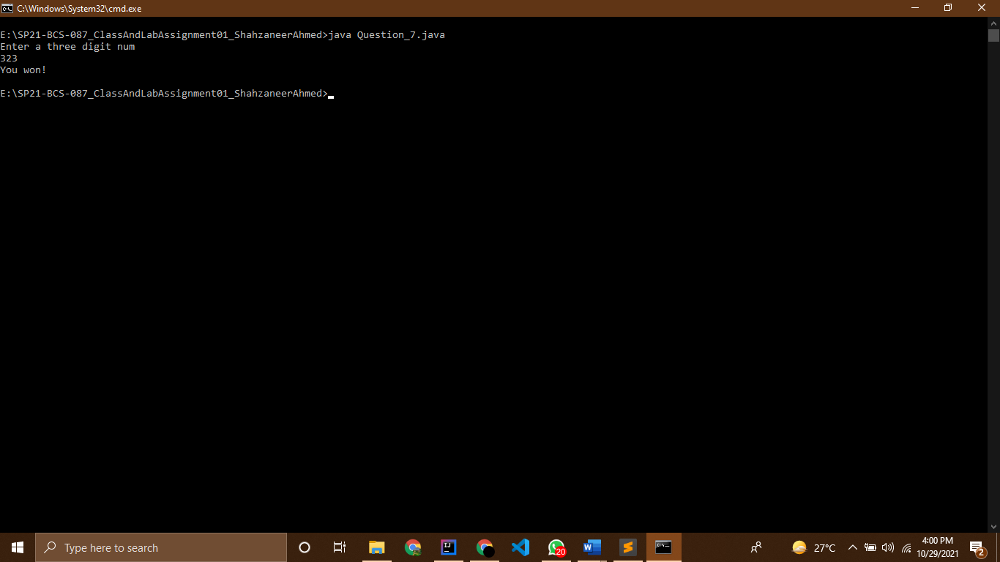 C:\Windows\System32\cmd.exe
E:\SP21-BCS-087_ClassAndLabAssignment01_ShahzaneerAhmed>java Question_7.java
Enter a three digit num
323
You won!
E:\SP21-BCS-087_ClassAndLabAssignment01_ShahzaneerAhmed>
Type here to search
20
27°C
4:00 PM
10/29/2021
2